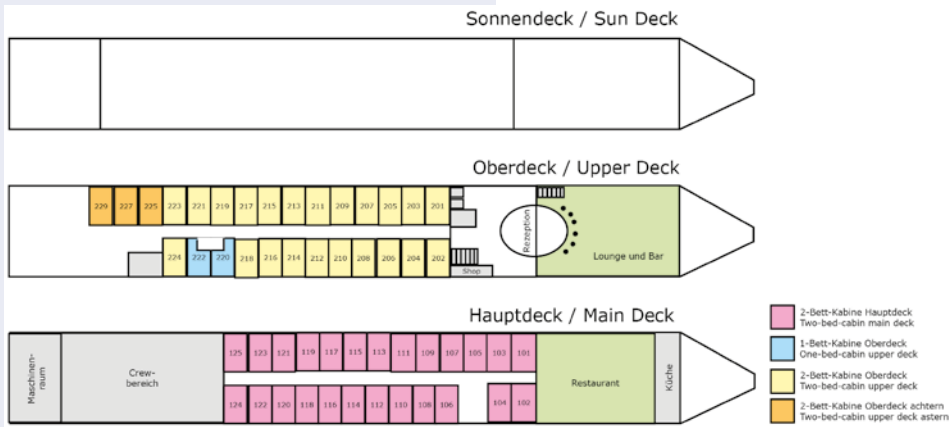 Sonnendeck / Sun Deck
Oberdeck / Upper Deck
229 227 225 223 221 219 217 215 213 211 209 207 205 203 201
Rezeption
Lounge und Bar
224 222 220 218 216 214 212 210 208 206 204 202
Shop
Hauptdeck / Main Deck
Maschinen-
raum
Crew-
bereich
125 123 121 119 117 115 113 111 109 107 105 103 101
124 122 120 118 116 114 112 110 108 106 104 102
Restaurant
Küche
2-Bett-Kabine Hauptdeck
Two-bed-cabin main deck
1-Bett-Kabine Oberdeck
One-bed-cabin upper deck
2-Bett-Kabine Oberdeck
Two-bed-cabin upper deck
2-Bett-Kabine Oberdeck achtern
Two-bed-cabin upper deck astern